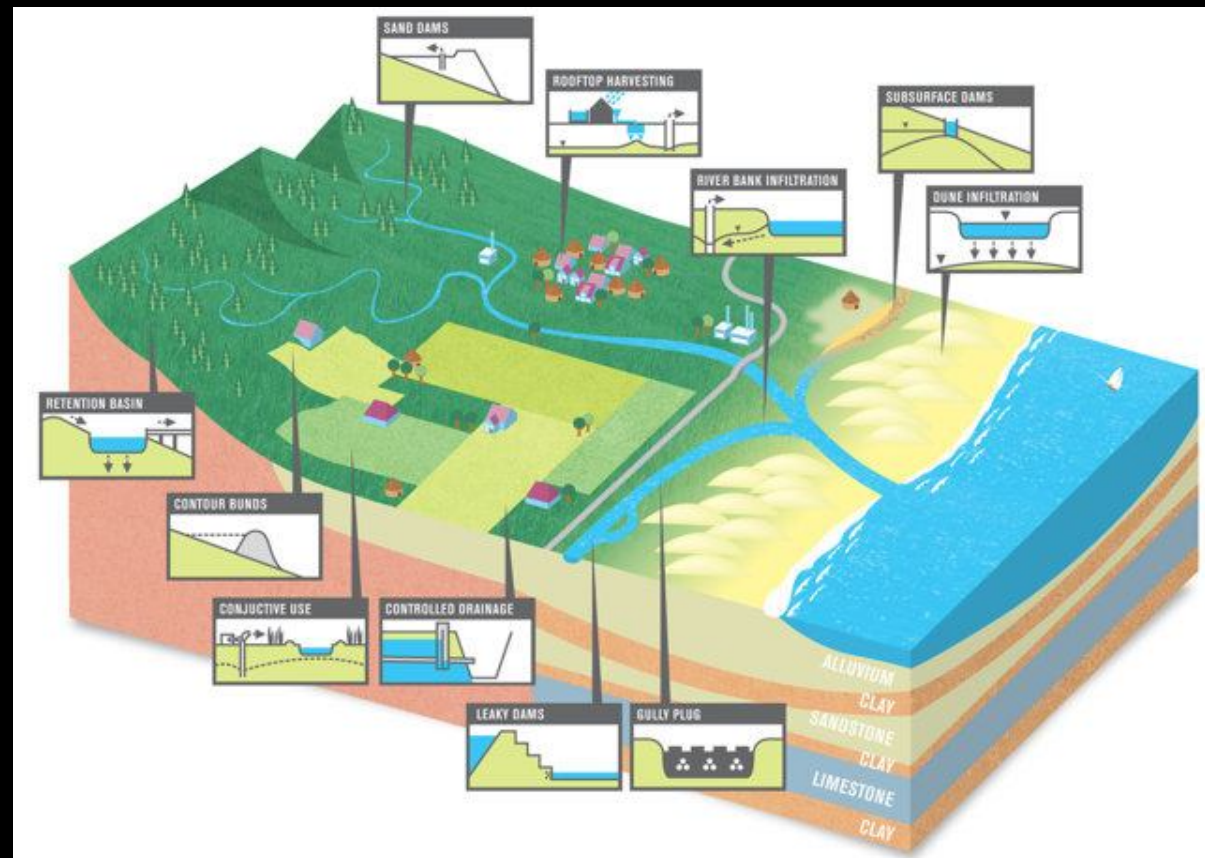 SAND DAMS
ROOFTOP HARVESTING
SUBSURFACE DAMS
RIVER BANK INFILTRATION
DUNE INFILTRATION
RETENTION BASIN
CONTOUR BUNDS
CONJUCTIVE USE
CONTROLLED DRAINAGE
LEAKY DAMS
GULLY PLUG
ALLUVIUM
CLAY
SANDSTONE
CLAY
LIMESTONE
CLAY